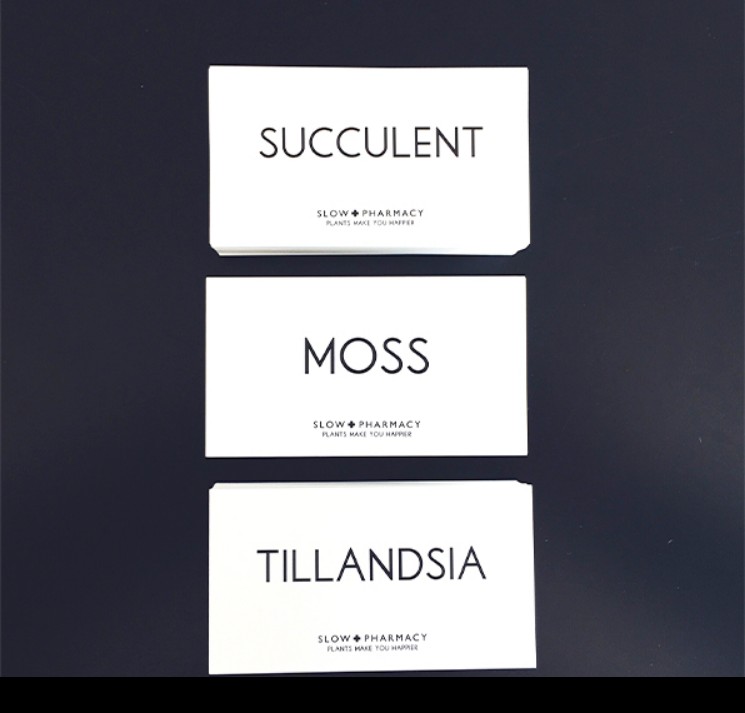 SUCCULENT
SLOW✚PHARMACY
PLANTS MAKE YOU HAPPIER
MOSS
SLOW✚PHARMACY
PLANTS MAKE YOU HAPPIER
TILLANDSIA
SLOW✚PHARMACY
PLANTS MAKE YOU HAPPIER